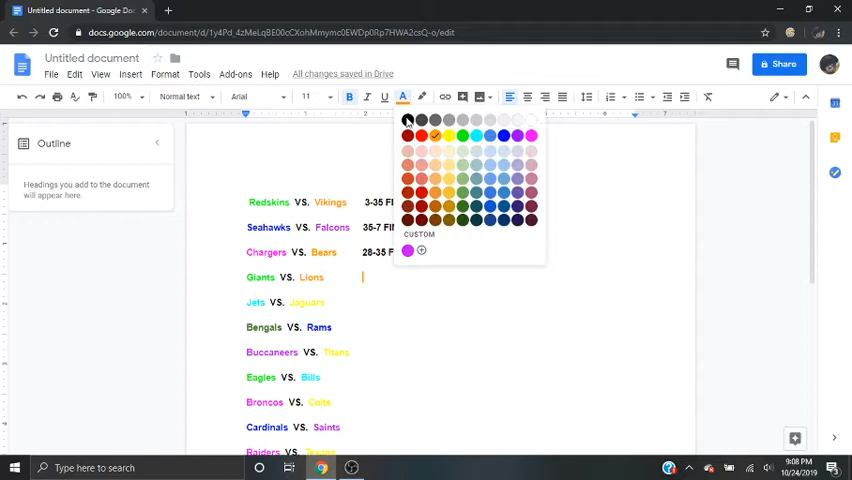 Untitled document - Google Doc
docs.google.com/document/d/1y4Pd_4zMeLqBE00cCXohMmymc0EWDp0Rp7HWA2csQ-o/edit
Untitled document
File Edit View Insert Format Tools Add-ons Help All changes saved in Drive
Share
100% Normal text Arial 11
Outline
Headings you add to the document
will appear here.
CUSTOM
Redskins VS. Vikings 3-35 FI
Seahawks VS. Falcons 35-7 FI
Chargers VS. Bears 28-35 F
Giants VS. Lions
Jets VS. Jaguars
Bengals VS. Rams
Buccaneers VS. Titans
Eagles VS. Bills
Broncos VS. Colts
Cardinals VS. Saints
Raiders VS. Texans
Type here to search
9:08 PM
10/24/2019